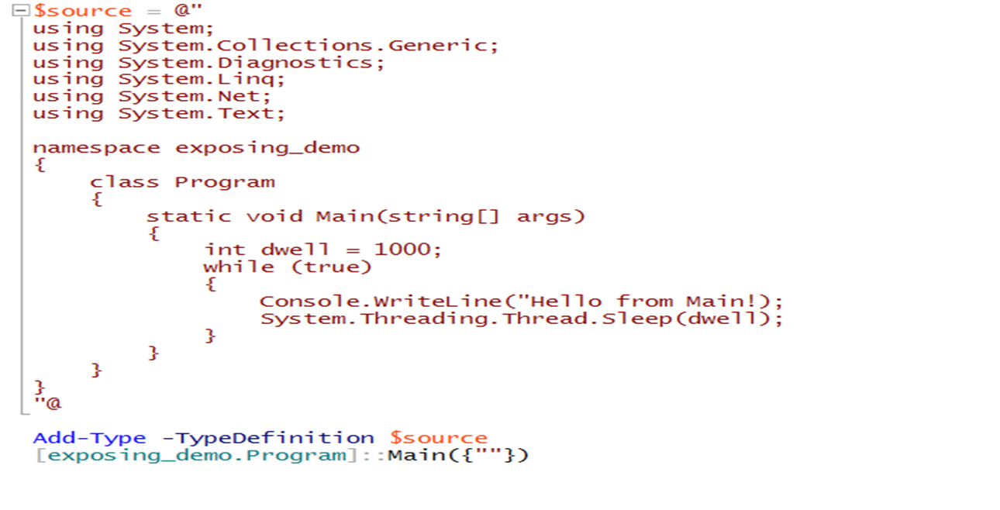 $source = @"
using System;
using System.Collections.Generic;
using System.Diagnostics;
using System.Linq;
using System.Net;
using System.Text;
namespace exposing_demo
{
class Program
{
static void Main(string[] args)
{
int dwell = 1000;
while (true)
{
Console.WriteLine("Hello from Main!);
System.Threading.Thread.Sleep(dwell);
}
}
}
}
"@
Add-Type -TypeDefinition $source
[exposing_demo.Program]::Main({""})